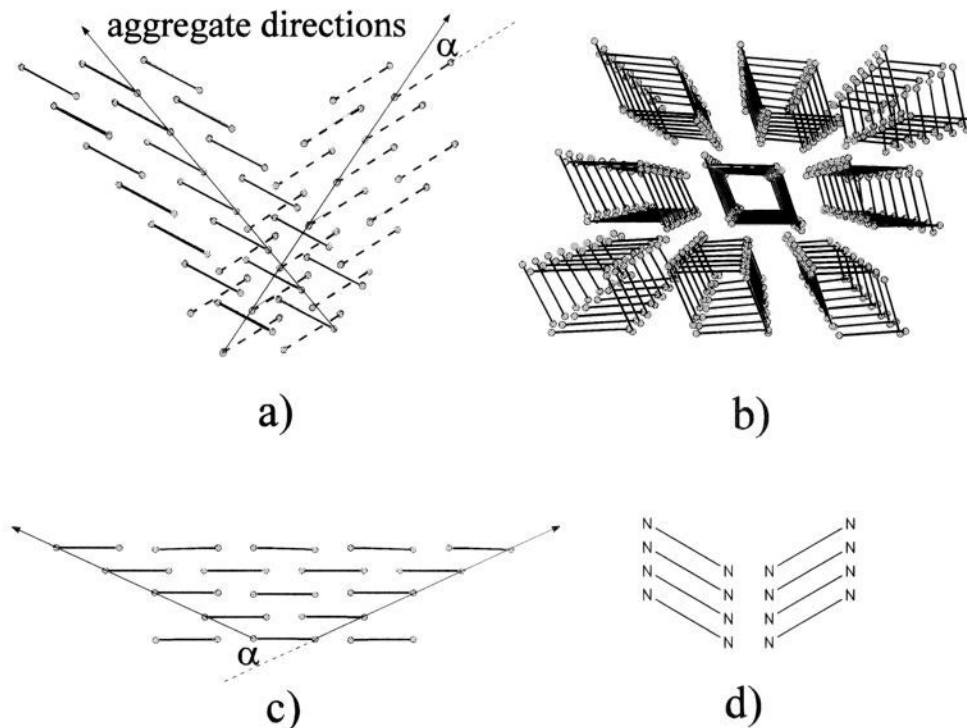 aggregate directions
α
a)
b)
α
c)
N N
N N
N N
N N
N N
N N
N N
N N
d)